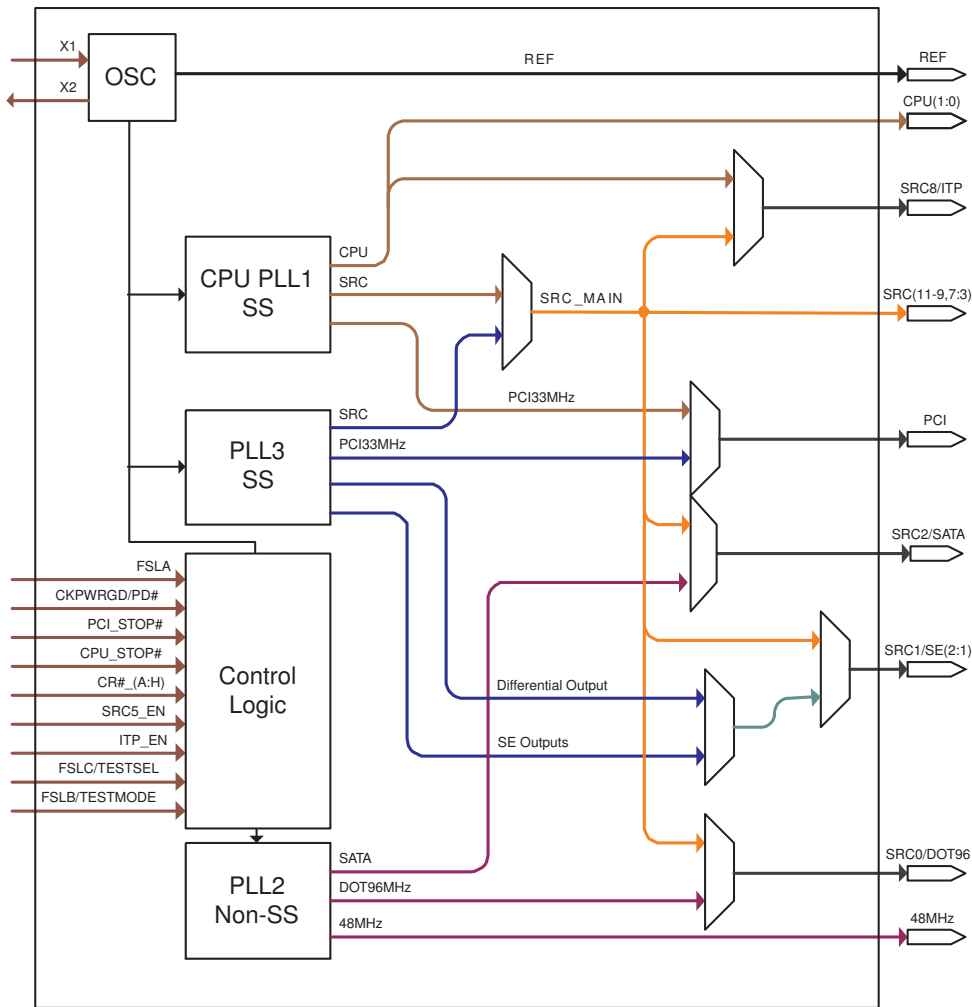 X1
X2
OSC
REF
REF
CPU(1:0)
SRC8/ITP
CPU PLL1
SS
CPU
SRC
SRC_MAIN
SRC(11-9,7:3)
PCI33MHz
PCI
PLL3
SS
SRC
PCI33MHz
SRC2/SATA
FSLA
CKPWRGD/PD#
PCI_STOP#
CPU_STOP#
CR#_(A:H)
SRC5_EN
ITP_EN
FSLC/TESTSEL
FSLB/TESTMODE
Control
Logic
Differential Output
SE Outputs
SRC1/SE(2:1)
PLL2
Non-SS
SATA
DOT96MHz
48MHz
SRC0/DOT96
48MHz